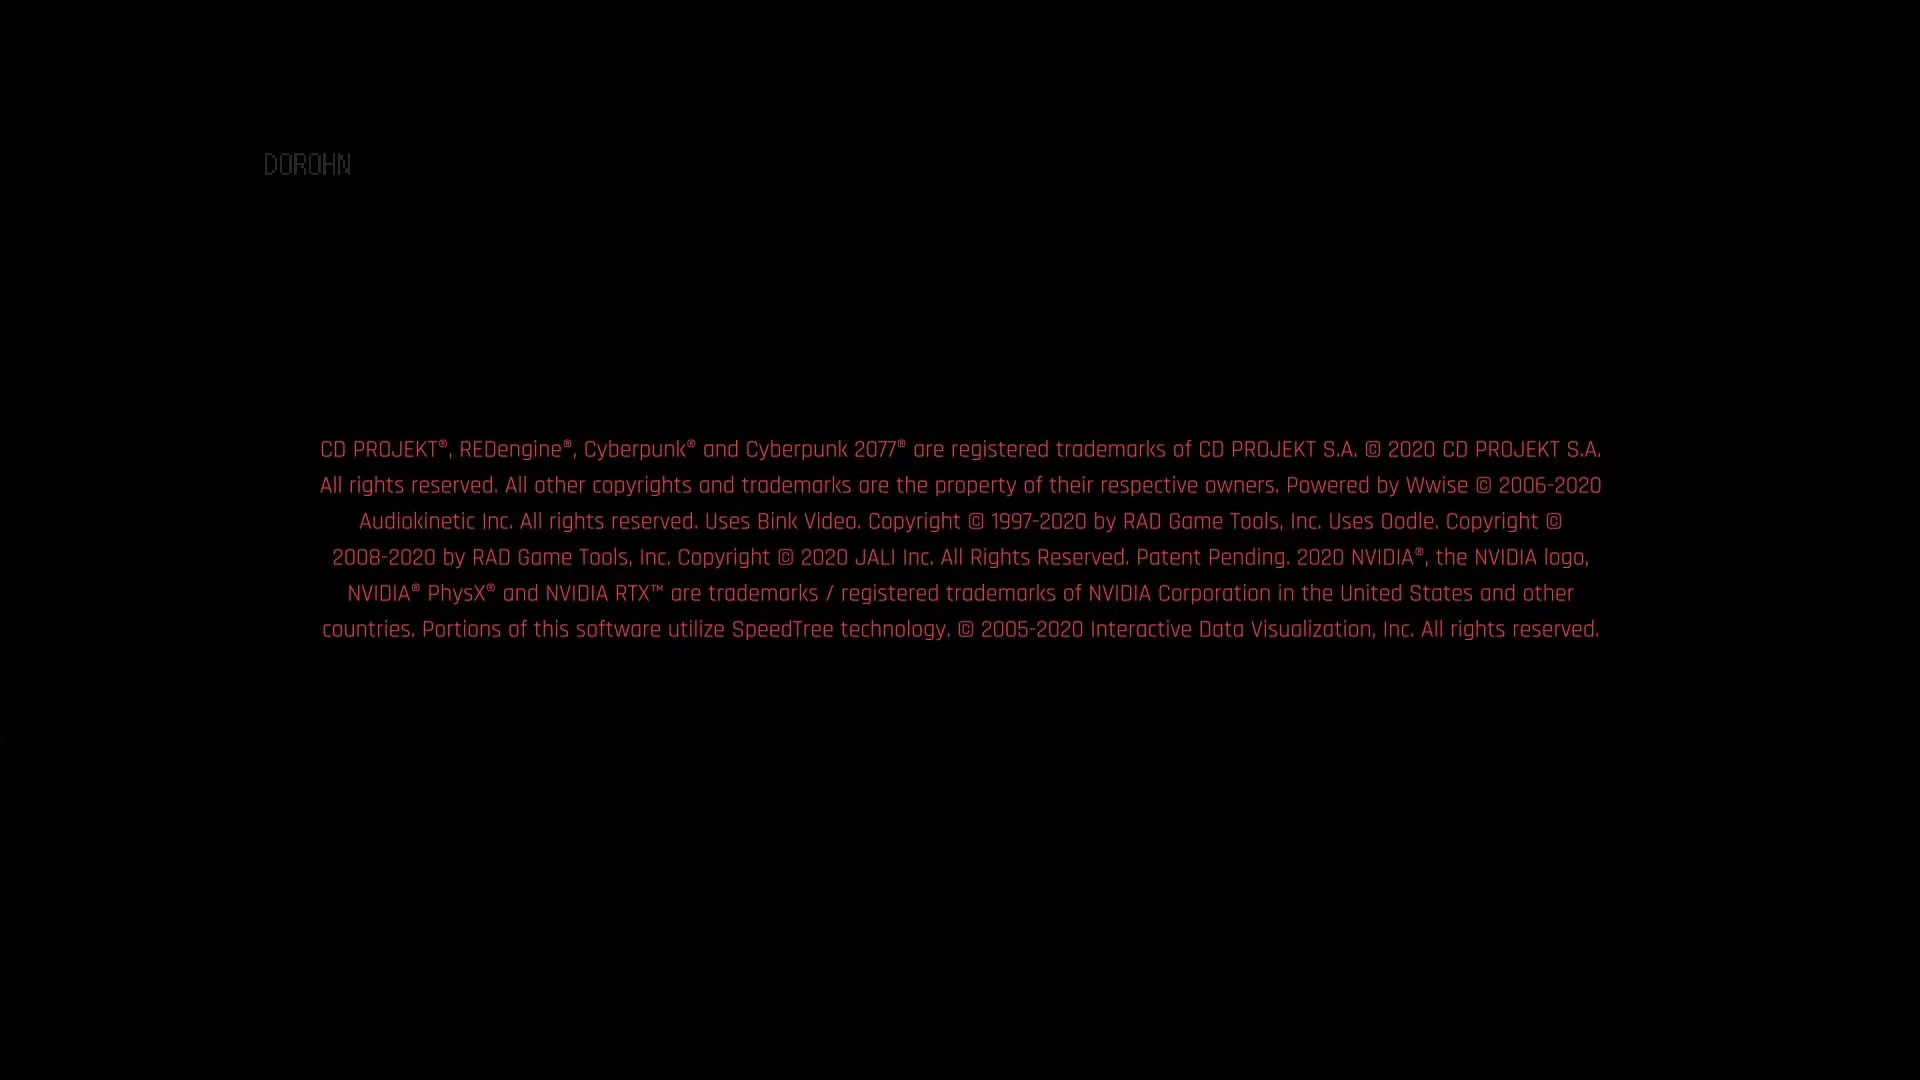 DOROHN
CD PROJEKT®, REDengine®, Cyberpunk® and Cyberpunk 2077® are registered trademarks of CD PROJEKT S.A. © 2020 CD PROJEKT S.A.
All rights reserved. All other copyrights and trademarks are the property of their respective owners. Powered by Wwise © 2006-2020
Audiokinetic Inc. All rights reserved. Uses Bink Video. Copyright © 1997-2020 by RAD Game Tools, Inc. Uses Oodle. Copyright ©
2008-2020 by RAD Game Tools, Inc. Copyright © 2020 JALI Inc. All Rights Reserved. Patent Pending. 2020 NVIDIA®, the NVIDIA logo,
NVIDIA® PhysX® and NVIDIA RTX™ are trademarks / registered trademarks of NVIDIA Corporation in the United States and other
countries. Portions of this software utilize SpeedTree technology. © 2005-2020 Interactive Data Visualization, Inc. All rights reserved.